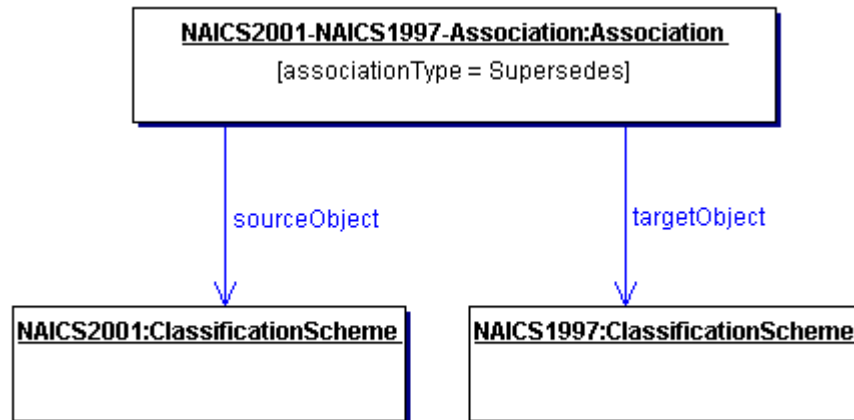 NAICS2001-NAICS1997-Association:Association
[associationType = Supersedes]
sourceObject
targetObject
NAICS2001:ClassificationScheme
NAICS1997:ClassificationScheme